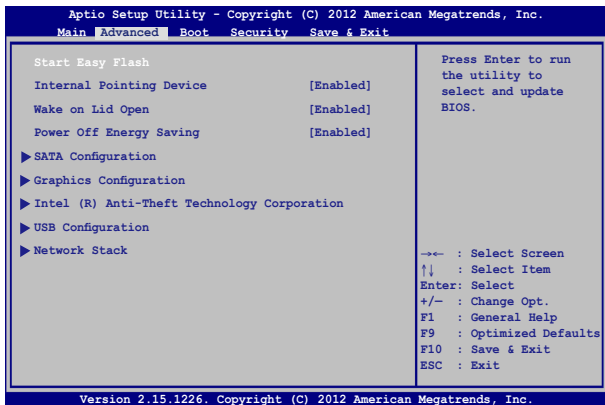 Aptio Setup Utility - Copyright (C) 2012 American Megatrends, Inc.
Main Advanced Boot Security Save & Exit
Start Easy Flash
Internal Pointing Device [Enabled]
Wake on Lid Open [Enabled]
Power Off Energy Saving [Enabled]
SATA Configuration
Graphics Configuration
Intel (R) Anti-Theft Technology Corporation
USB Configuration
Network Stack
Press Enter to run
the utility to
select and update
BIOS.
→← : Select Screen
↑↓ : Select Item
Enter: Select
+/— : Change Opt.
F1 : General Help
F9 : Optimized Defaults
F10 : Save & Exit
ESC : Exit
Version 2.15.1226. Copyright (C) 2012 American Megatrends, Inc.